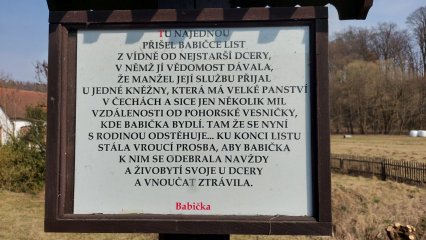 TU NAJEDNOU
PŘIŠEL BABIČCE LIST
Z VÍDNĚ OD NEJSTARŠÍ DCERY,
V NĚMŽ JÍ VĚDOMOST DÁVALA,
ŽE MANŽEL JEJÍ SLUŽBU PŘIJAL
U JEDNÉ KNĚŽNY, KTERÁ MÁ VELKÉ PANSTVÍ
V ČECHÁCH A SICE JEN NĚKOLIK MIL
VZDÁLENOSTI OD POHORSKÉ VESNIČKY,
KDE BABIČKA BYDLÍ. TAM ŽE SE NYNÍ
S RODINOU ODSTĚHUJE... KU KONCI LISTU
STÁLA VROUCÍ PROSBA, ABY BABIČKA
K NIM SE ODEBRALA NAVŽDY
A ŽIVOBYTÍ SVOJE U DCERY
A VNOUČAT ZTRÁVILA.
Babička